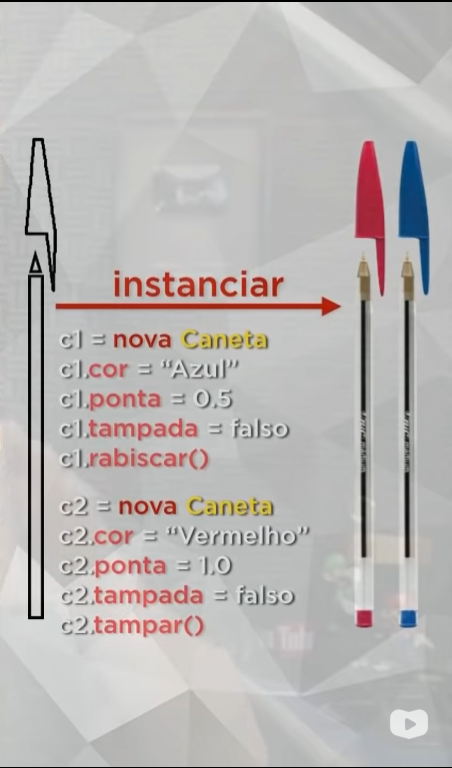 instanciar
c1 = nova Caneta
c1.cor = “Azul”
c1.ponta = 0.5
c1.tampada = falso
c1.rabiscar()
c2 = nova Caneta
c2.cor = “Vermelho”
c2.ponta = 1.0
c2.tampada = falso
c2.tampar()